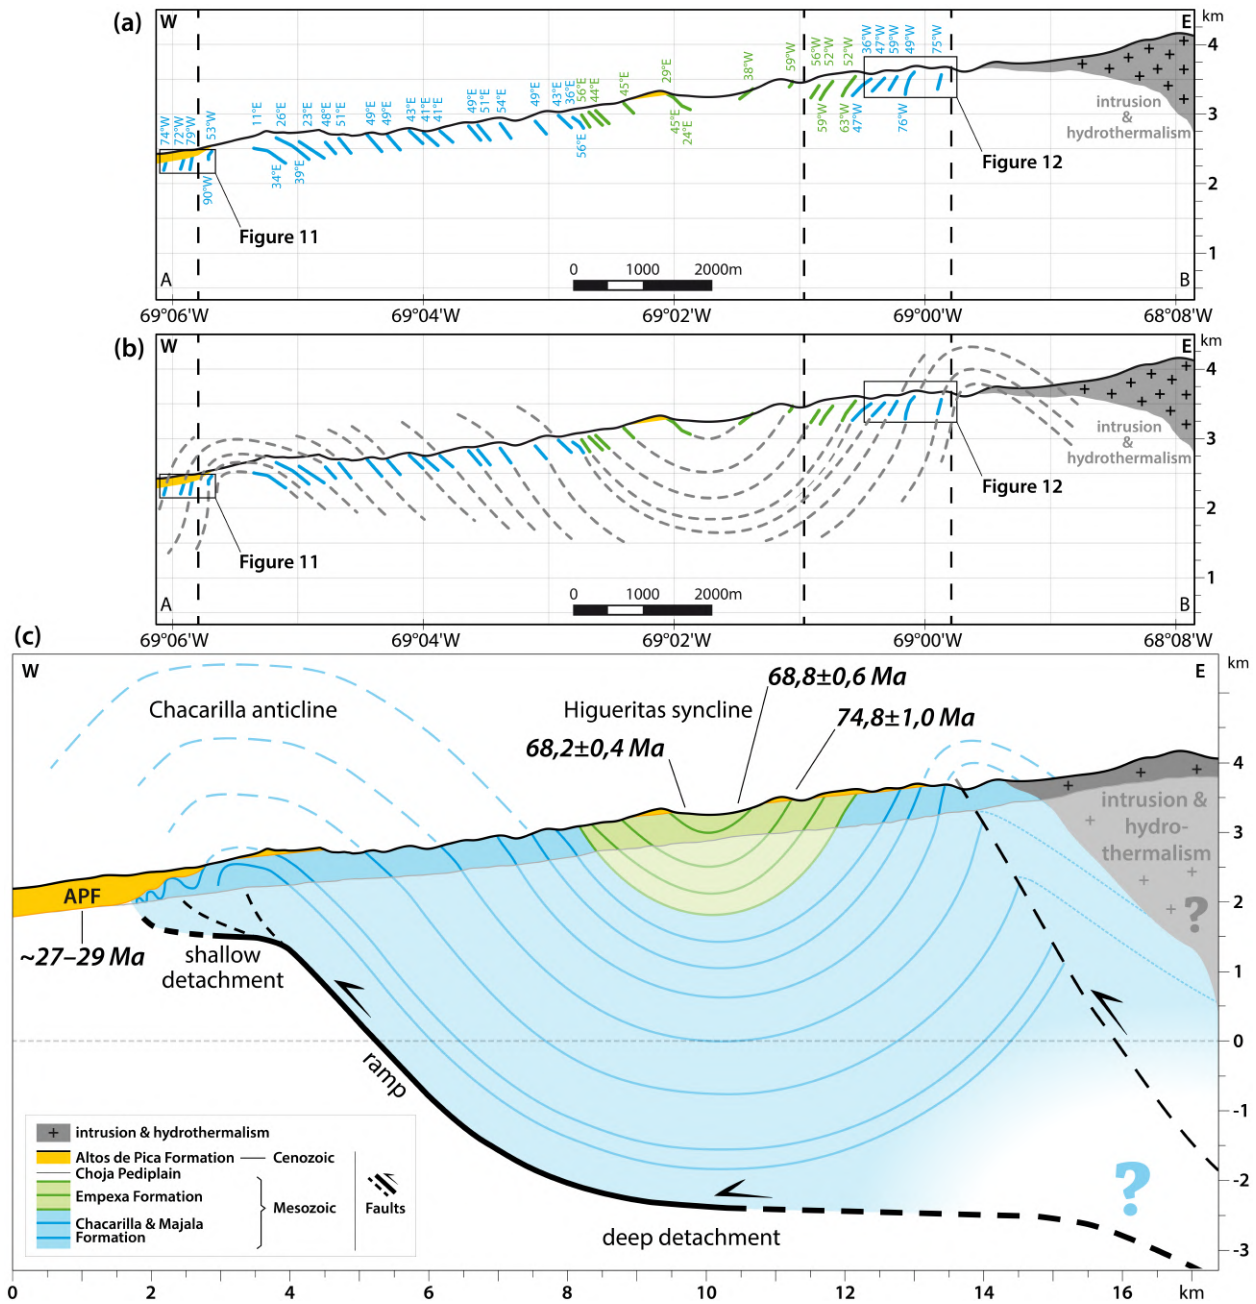 (a)
W
E
km
74°W
72°W
79°W
53°W
11°E
26°E
23°E
48°E
51°E
49°E
49°E
43°E
41°E
41°E
49°E
51°E
54°E
49°E
43°E
36°E
56°E
44°E
45°E
29°E
38°W
59°W
56°W
52°W
52°W
36°W
47°W
59°W
49°W
75°W
90°W
34°E
39°E
56°E
45°E
24°E
59°W
63°W
47°W
76°W
4
3
2
1
intrusion
&
hydrothermalism
Figure 12
Figure 11
0 1000 2000m
A
B
69°06'W 69°04'W 69°02'W 69°00'W 68°08'W
(b)
W
E
km
4
3
2
1
intrusion
&
hydrothermalism
Figure 12
Figure 11
0 1000 2000m
A
B
69°06'W 69°04'W 69°02'W 69°00'W 68°08'W
(c)
W
E
km
68,8±0,6 Ma
Chacarilla anticline
Higueritas syncline
74,8±1,0 Ma
68,2±0,4 Ma
4
3
2
1
0
-1
-2
-3
intrusion &
hydro-
thermalism
?
APF
~27–29 Ma
shallow
detachment
ramp
deep detachment
?
intrusion & hydrothermalism
Altos de Pica Formation
Cenozoic
Choja Pediplain
Empexa Formation
Mesozoic
Chacarilla & Majala
Formation
Faults
0 2 4 6 8 10 12 14 16 km